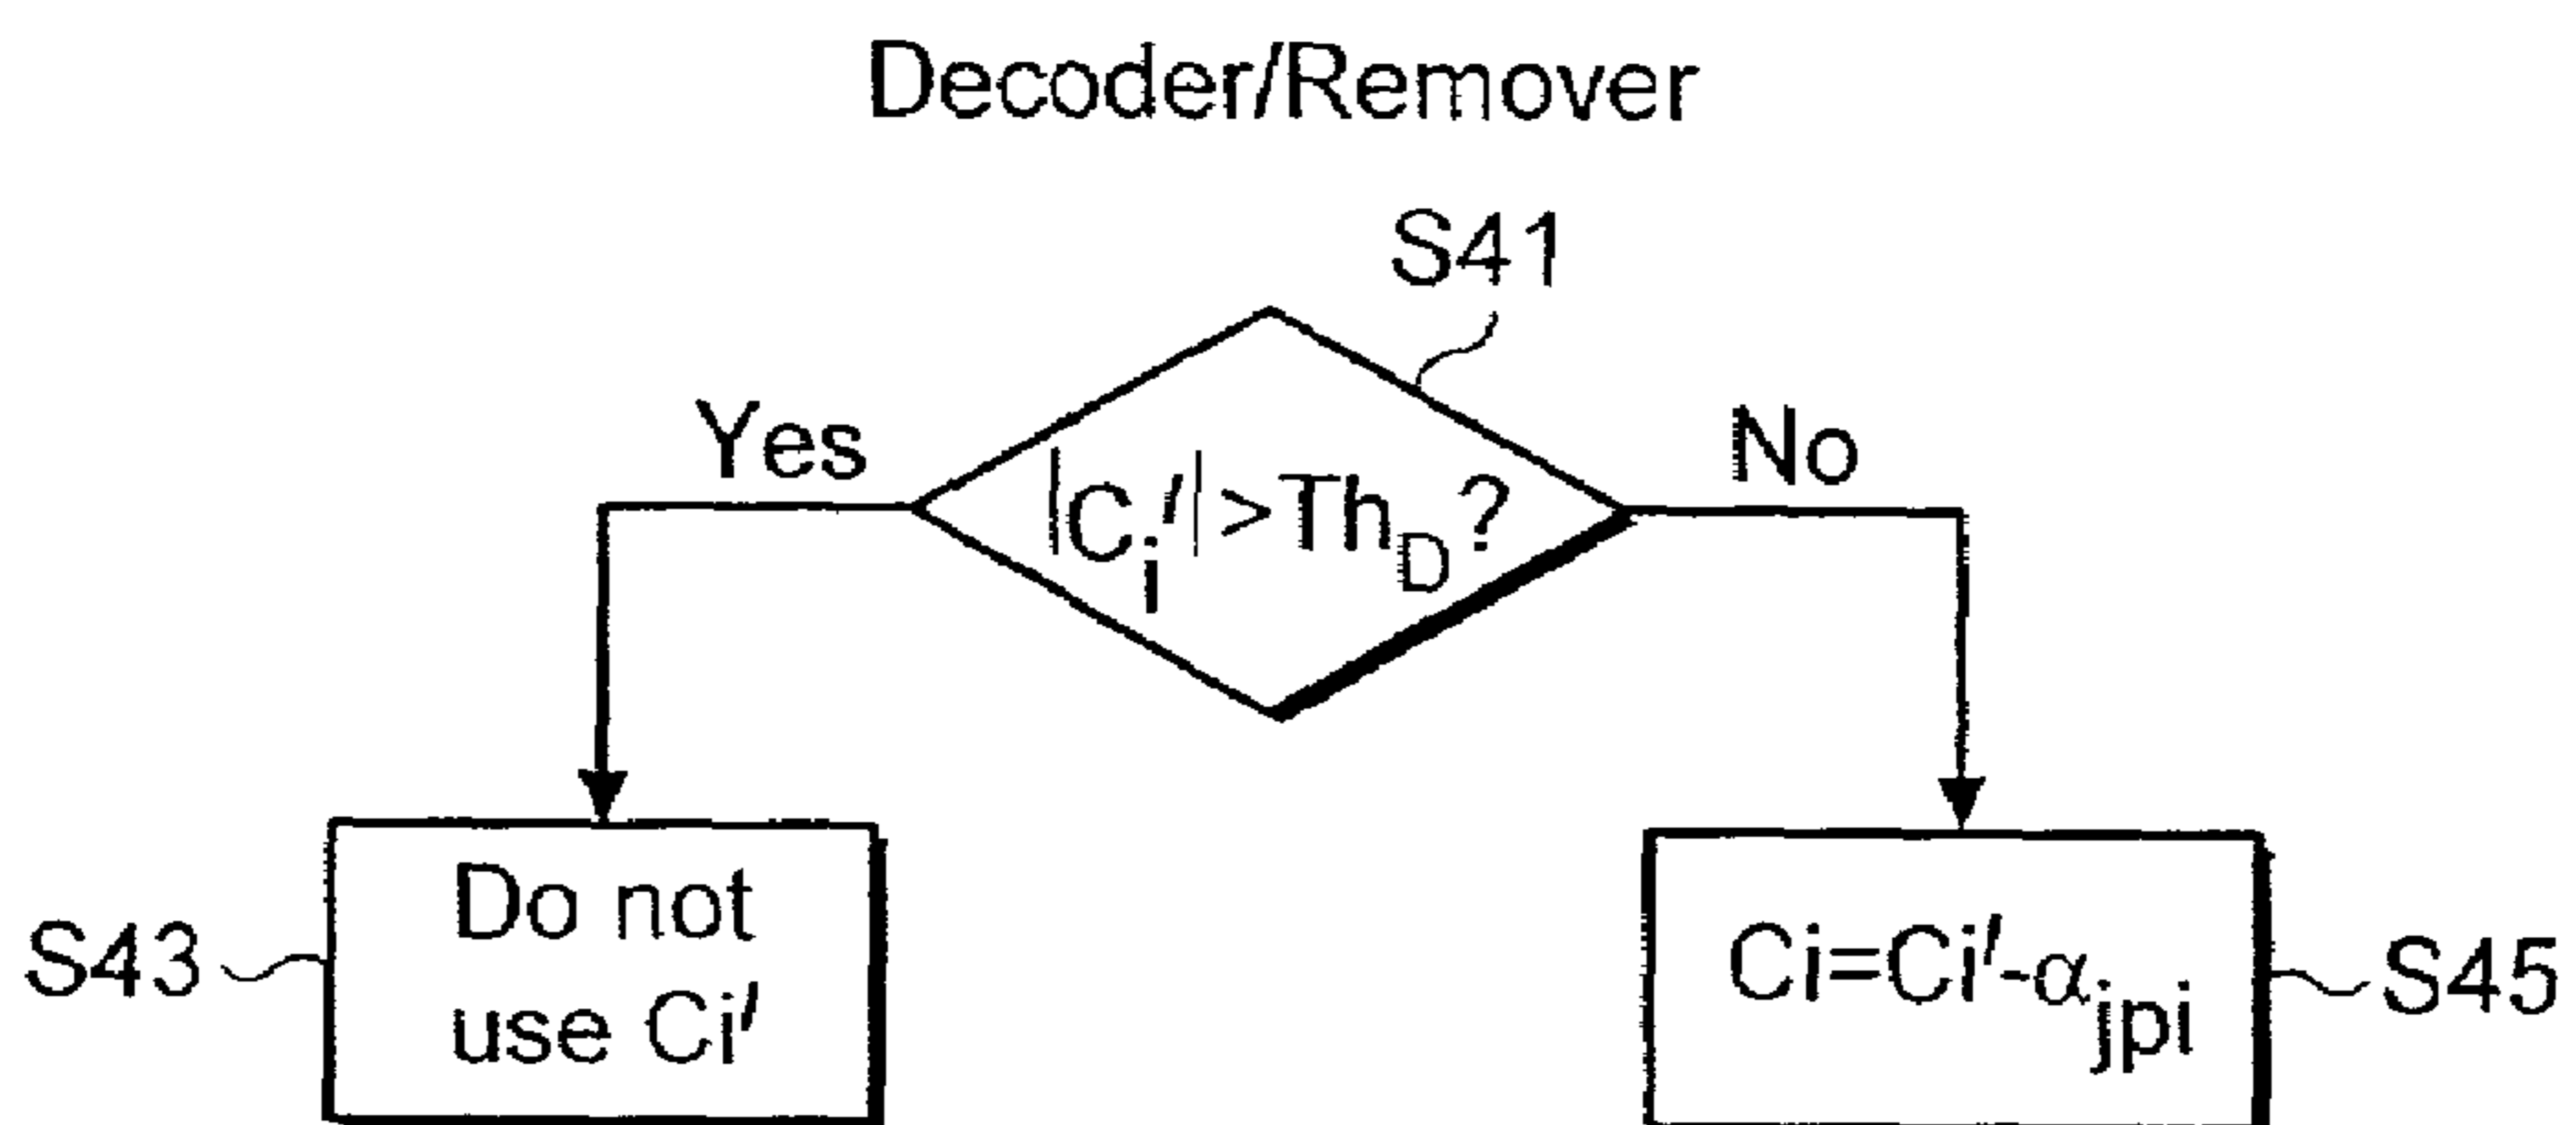 Decoder/Remover
S41
Yes
|Ci'|>ThD?
No
S43
Do not
use Ci'
Ci=Ci'-αjpi
S45